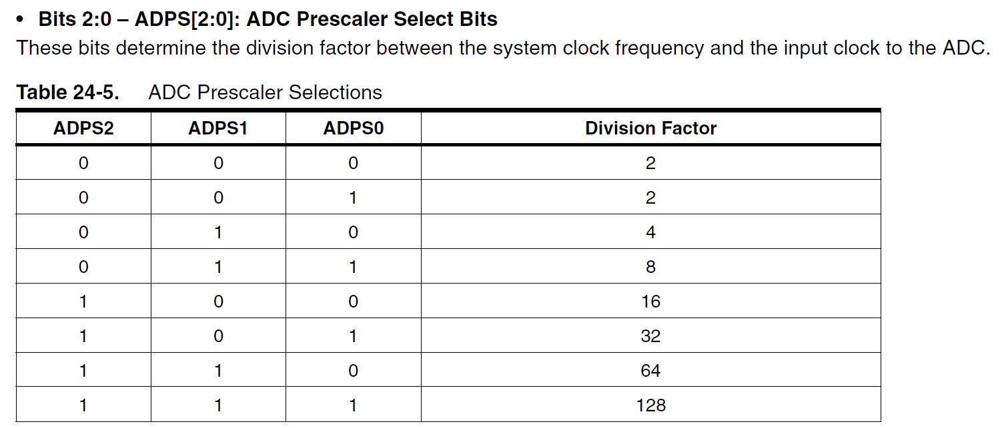 • Bits 2:0 – ADPS[2:0]: ADC Prescaler Select Bits
These bits determine the division factor between the system clock frequency and the input clock to the ADC.
Table 24-5. ADC Prescaler Selections
ADPS2 ADPS1 ADPS0 Division Factor
0 0 0 2
0 0 1 2
0 1 0 4
0 1 1 8
1 0 0 16
1 0 1 32
1 1 0 64
1 1 1 128